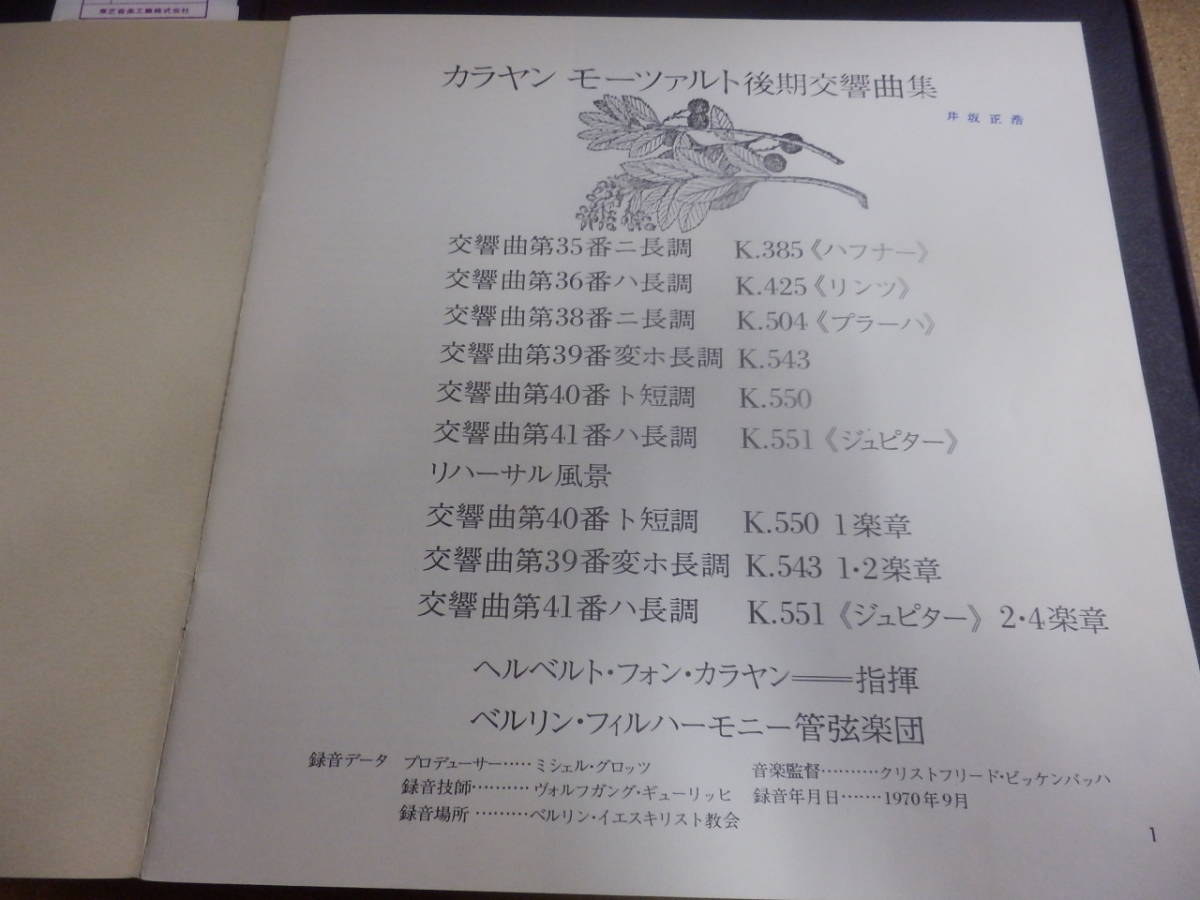 東芝音楽工業株式会社
カラヤン モーツァルト後期交響曲集
井坂正浩
交響曲第35番ニ長調 K.385《ハフナー》
交響曲第36番ハ長調 K.425《リンツ》
交響曲第38番ニ長調 K.504《プラーハ》
交響曲第39番変ホ長調 K.543
交響曲第40番ト短調 K.550
交響曲第41番ハ長調 K.551《ジュピター》
リハーサル風景
交響曲第40番ト短調 K.550 1楽章
交響曲第39番変ホ長調 K.543 1・2楽章
交響曲第41番ハ長調 K.551《ジュピター》2・4楽章
ヘルベルト・フォン・カラヤン══指揮
ベルリン・フィルハーモニー管弦楽団
録音データ プロデューサー‥‥‥ミシェル・グロッツ 音楽監督‥‥‥‥‥クリストフリード・ビッケンバッハ
録音技師‥‥‥‥‥ヴォルフガング・ギューリッヒ 録音年月日‥‥‥‥1970年9月
録音場所‥‥‥‥‥ベルリン・イエスキリスト教会
1